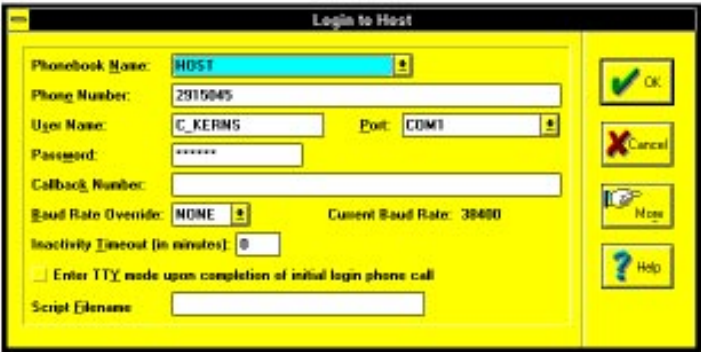 Login to Host
Phonebook Name: HOST
Phone Number: 2915045
User Name: C_KERNS Port: COM1
Password: ******
Callback Number:
Baud Rate Override: NONE Current Baud Rate: 38400
Inactivity Timeout (in minutes): 0
Enter TTY mode upon completion of initial login phone call
Script Filename
OK
Cancel
More
Help